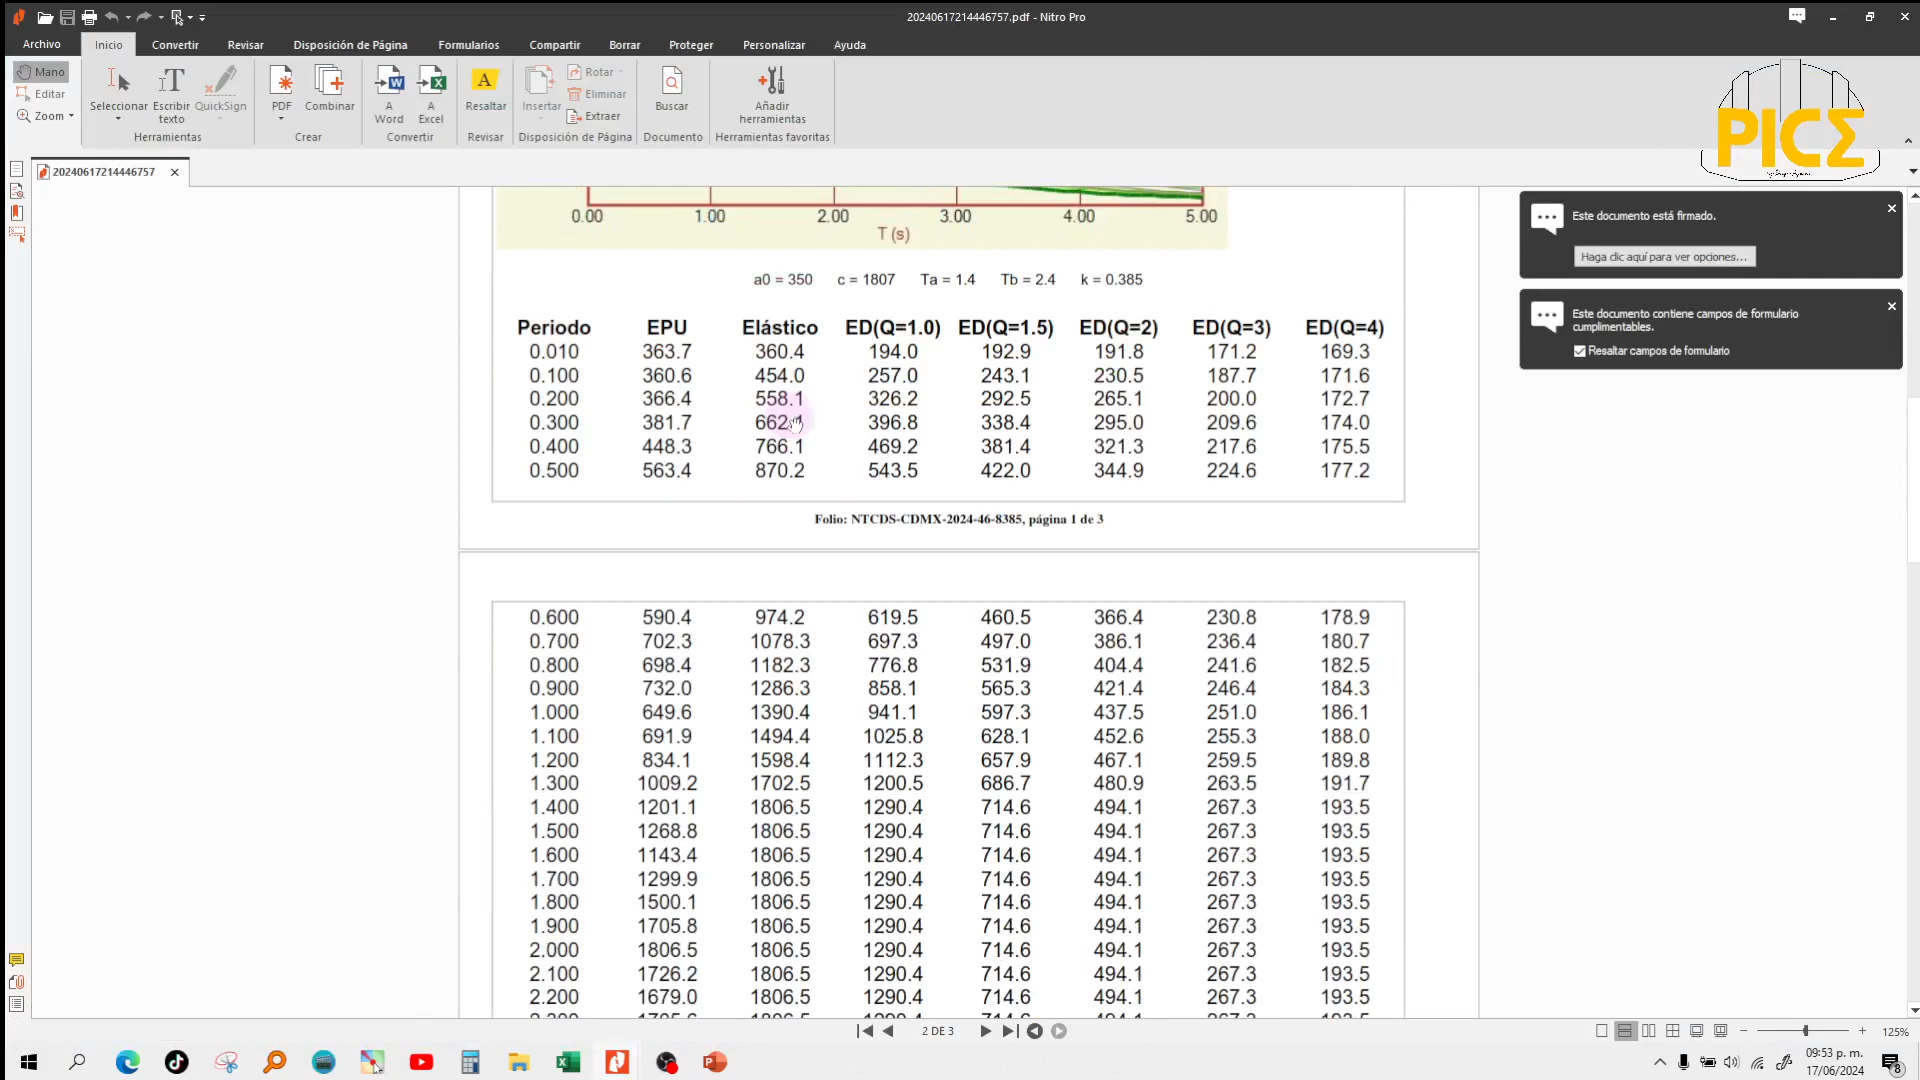 20240617214446757.pdf - Nitro Pro
Archivo Inicio Convertir Revisar Disposición de Página Formularios Compartir Borrar Proteger Personalizar Ayuda
Mano
Editar
Zoom
Seleccionar
Escribir texto
QuickSign
Herramientas
PDF
Combinar
Crear
A Word
A Excel
Convertir
Resaltar
Revisar
Insertar
Rotar
Eliminar
Extraer
Disposición de Página
Buscar
Documento
Añadir herramientas
Herramientas favoritas
PICΣ
20240617214446757
0.00 1.00 2.00 3.00 4.00 5.00
T (s)
a0 = 350 c = 1807 Ta = 1.4 Tb = 2.4 k = 0.385
Periodo EPU Elástico ED(Q=1.0) ED(Q=1.5) ED(Q=2) ED(Q=3) ED(Q=4)
0.010 363.7 360.4 194.0 192.9 191.8 171.2 169.3
0.100 360.6 454.0 257.0 243.1 230.5 187.7 171.6
0.200 366.4 558.1 326.2 292.5 265.1 200.0 172.7
0.300 381.7 662.1 396.8 338.4 295.0 209.6 174.0
0.400 448.3 766.1 469.2 381.4 321.3 217.6 175.5
0.500 563.4 870.2 543.5 422.0 344.9 224.6 177.2
Folio: NTCDS-CDMX-2024-46-8385, página 1 de 3
0.600 590.4 974.2 619.5 460.5 366.4 230.8 178.9
0.700 702.3 1078.3 697.3 497.0 386.1 236.4 180.7
0.800 698.4 1182.3 776.8 531.9 404.4 241.6 182.5
0.900 732.0 1286.3 858.1 565.3 421.4 246.4 184.3
1.000 649.6 1390.4 941.1 597.3 437.5 251.0 186.1
1.100 691.9 1494.4 1025.8 628.1 452.6 255.3 188.0
1.200 834.1 1598.4 1112.3 657.9 467.1 259.5 189.8
1.300 1009.2 1702.5 1200.5 686.7 480.9 263.5 191.7
1.400 1201.1 1806.5 1290.4 714.6 494.1 267.3 193.5
1.500 1268.8 1806.5 1290.4 714.6 494.1 267.3 193.5
1.600 1143.4 1806.5 1290.4 714.6 494.1 267.3 193.5
1.700 1299.9 1806.5 1290.4 714.6 494.1 267.3 193.5
1.800 1500.1 1806.5 1290.4 714.6 494.1 267.3 193.5
1.900 1705.8 1806.5 1290.4 714.6 494.1 267.3 193.5
2.000 1806.5 1806.5 1290.4 714.6 494.1 267.3 193.5
2.100 1726.2 1806.5 1290.4 714.6 494.1 267.3 193.5
2.200 1679.0 1806.5 1290.4 714.6 494.1 267.3 193.5
Este documento está firmado.
Haga clic aquí para ver opciones...
Este documento contiene campos de formulario
cumplimentables.
Resaltar campos de formulario
2 DE 3
125%
09:53 p. m.
17/06/2024
8